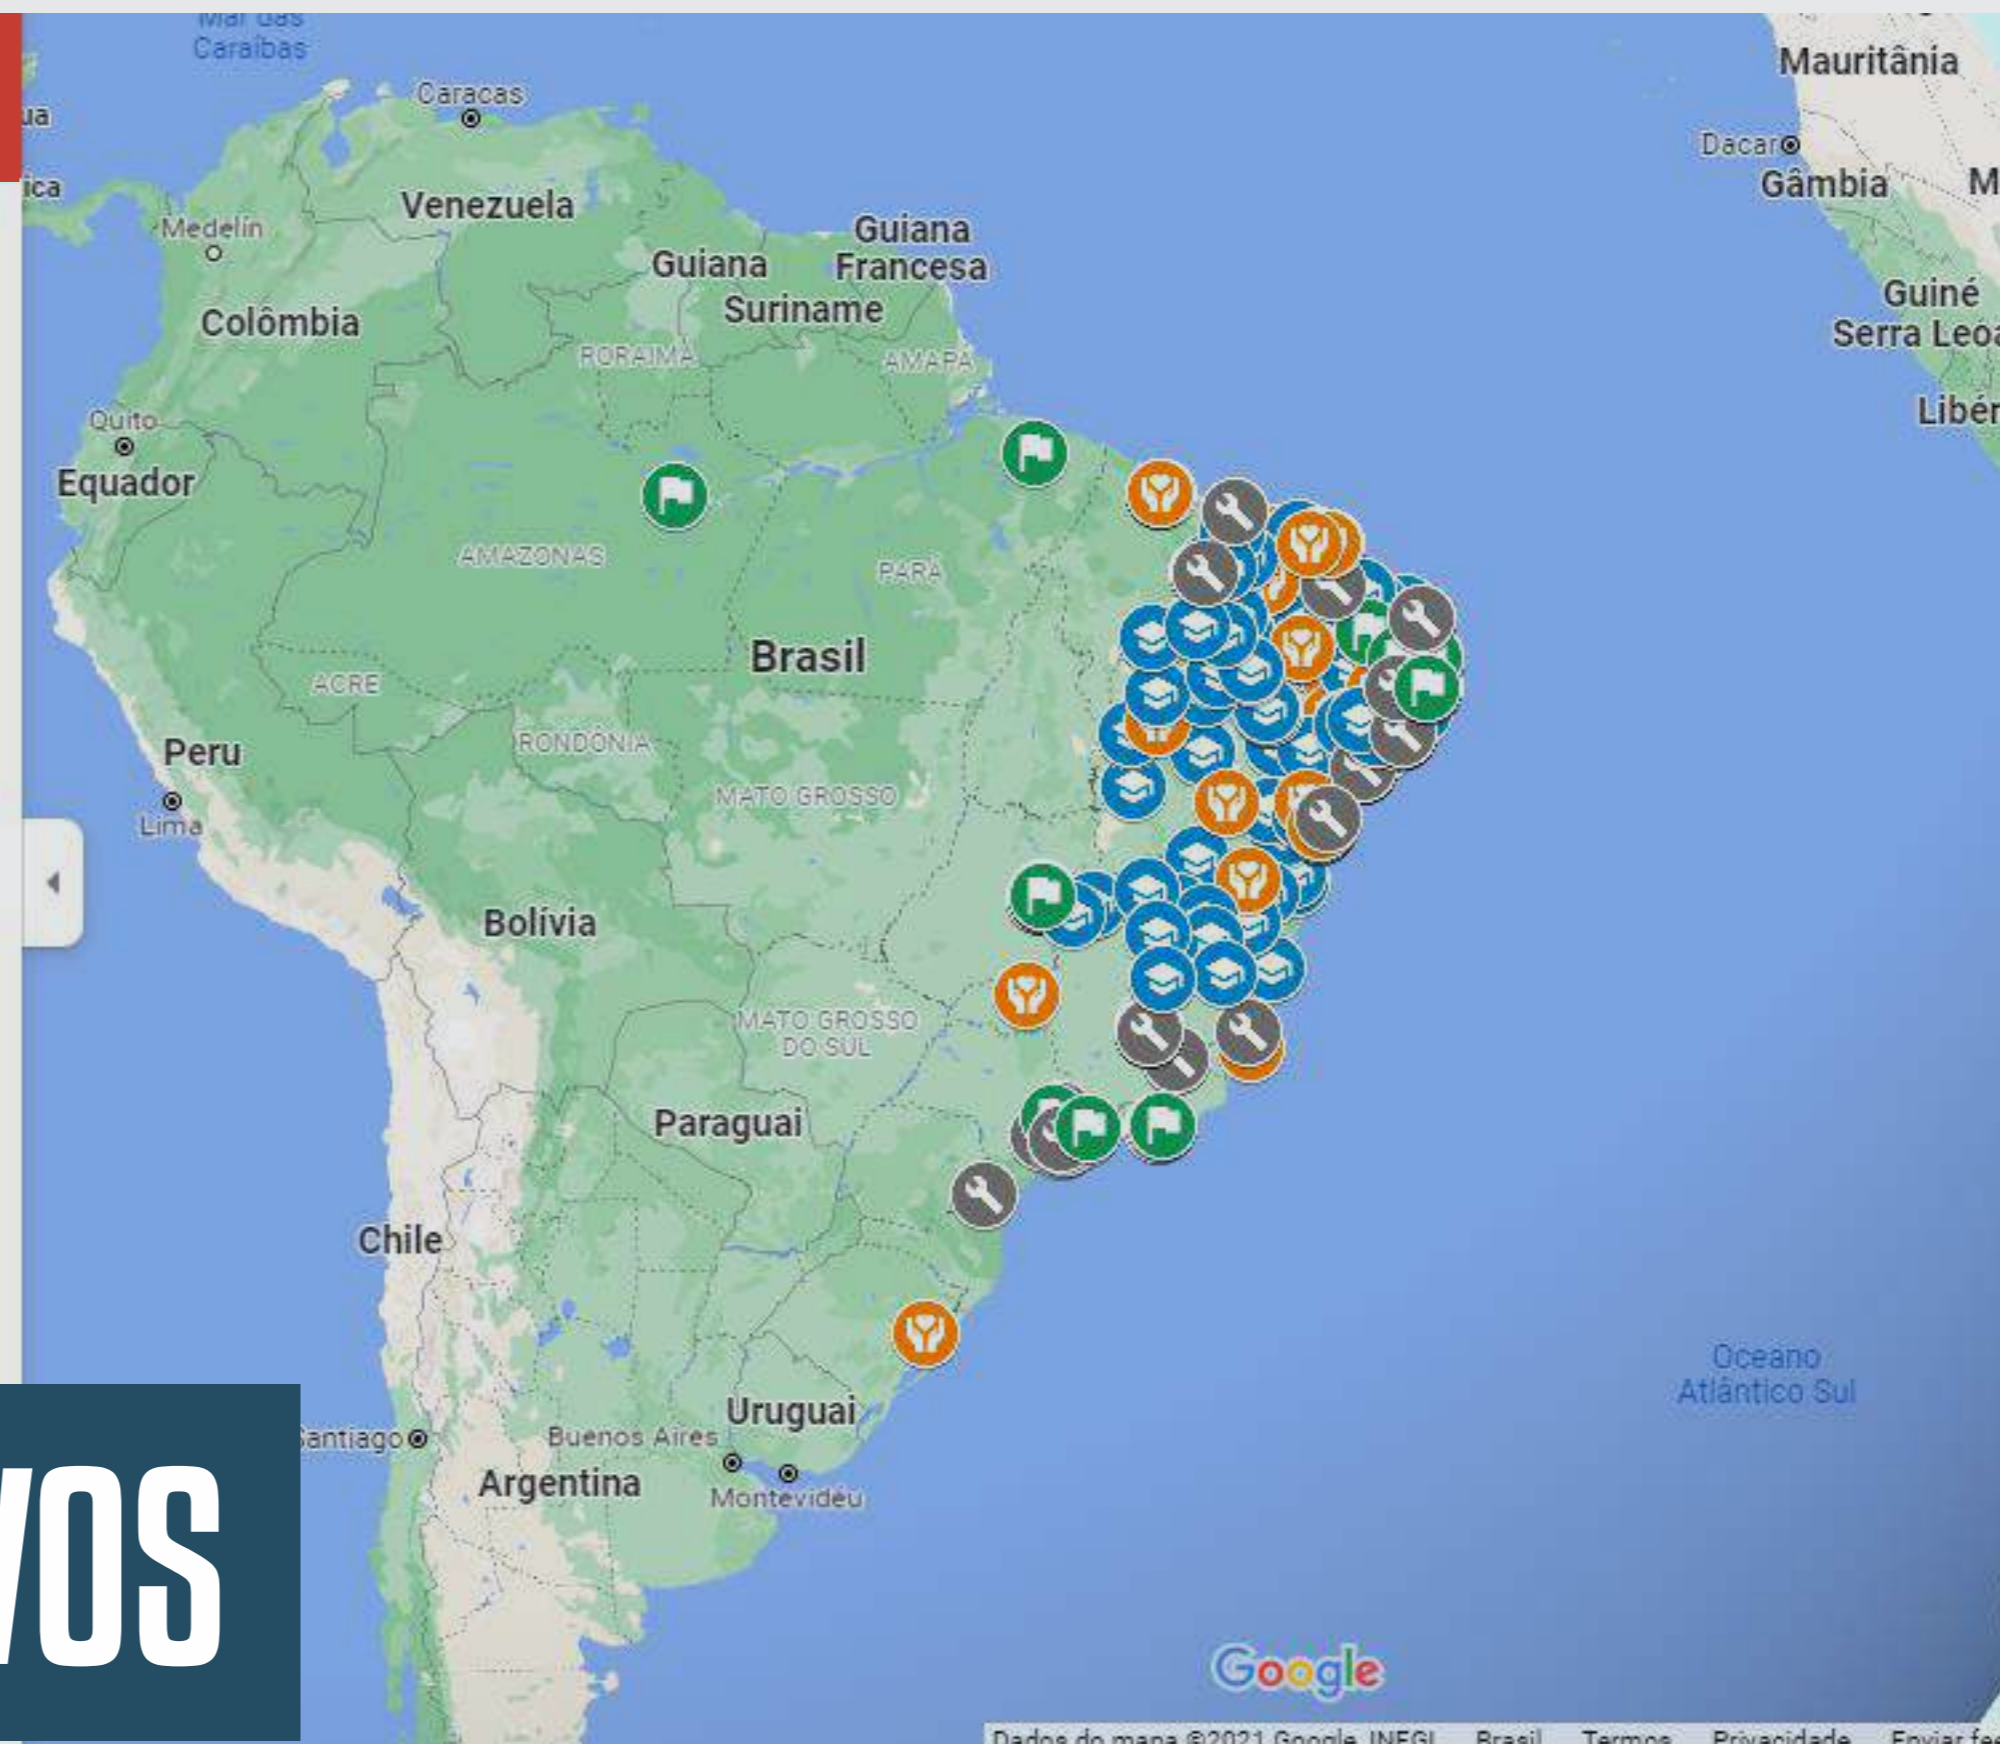 Mar das
Caraíbas
Caracas
Mauritânia
Dacar
Gâmbia
M
ua
ica
Medelín
Venezuela
Guiana
Francesa
Guiana
Suriname
Colômbia
RORAIMA
AMAPÁ
Guiné
Serra Leoa
Libér
Quito
Equador
AMAZONAS
PARÁ
Brasil
ACRE
Peru
RONDÔNIA
MATO GROSSO
Lima
Bolívia
MATO GROSSO
DO SUL
Paraguai
Chile
Oceano
Atlântico Sul
Uruguai
Santiago
Buenos Aires
Argentina
Montevidéu
VOS
Google
Dados do mapa ©2021 Google, INEGI Brasil Termos Privacidade Enviar fee